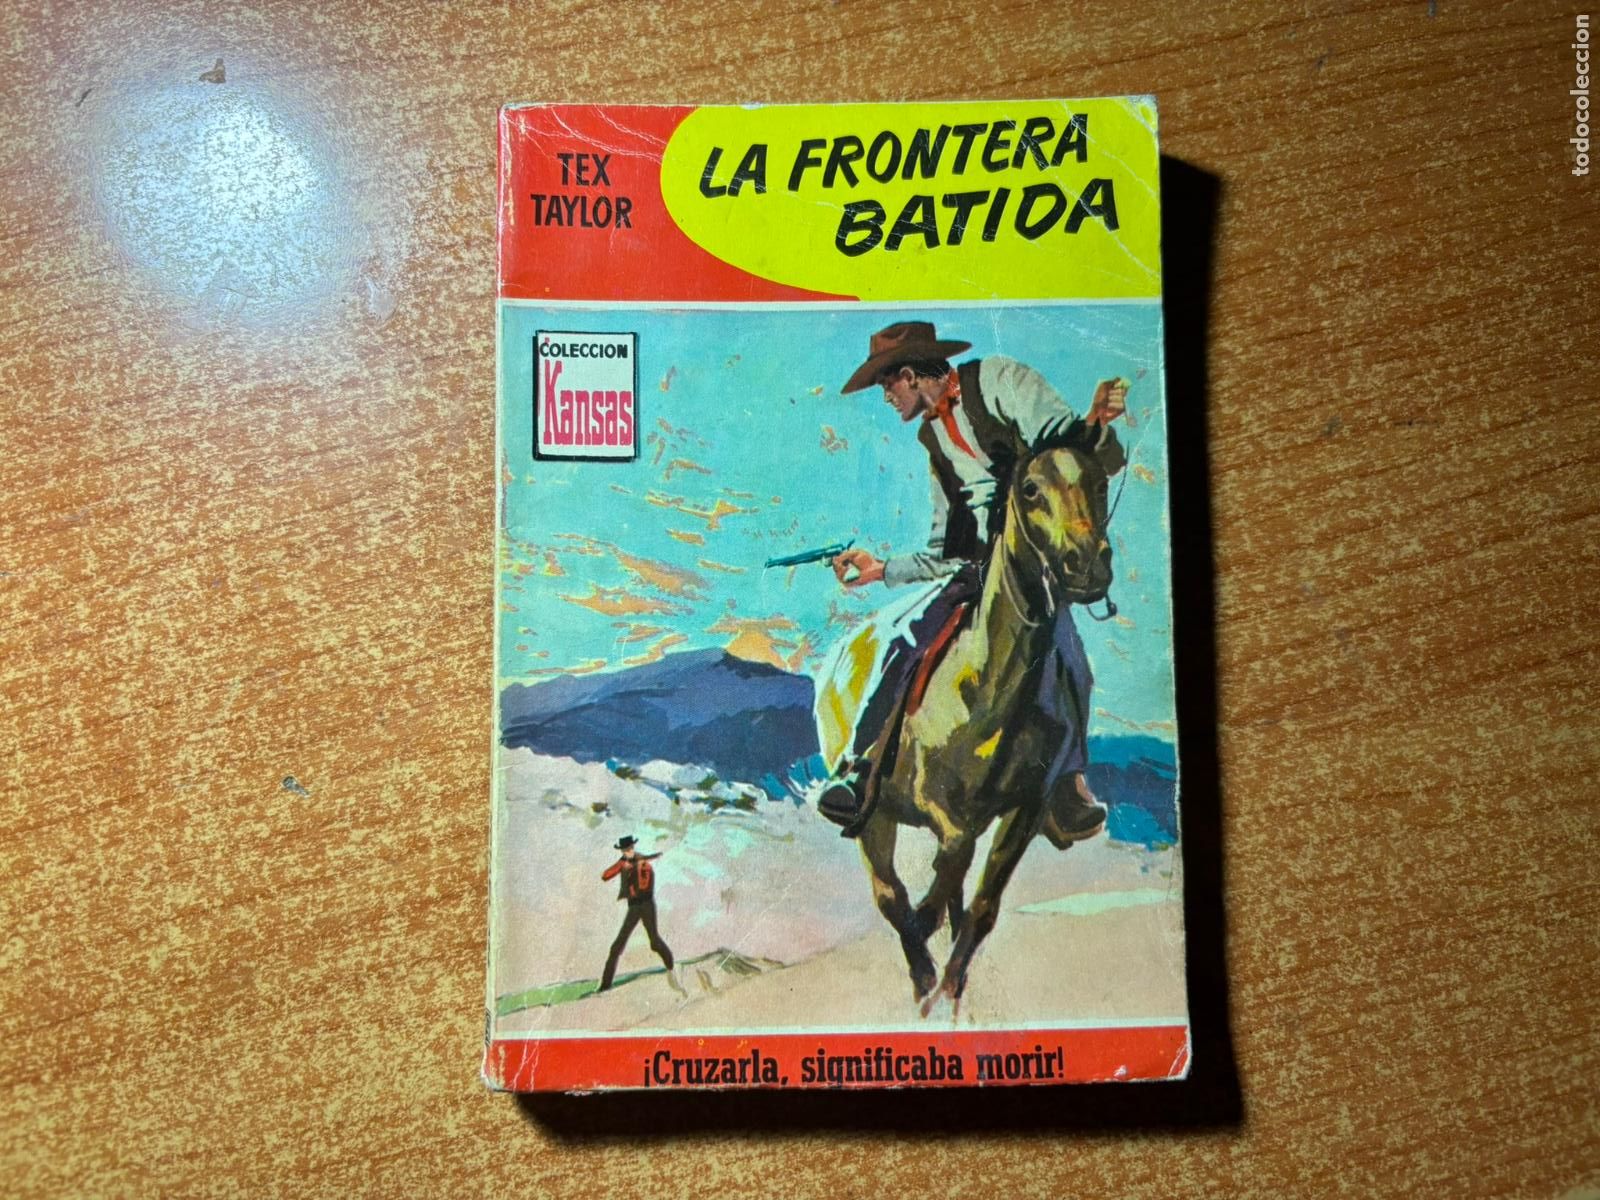 TEX
TAYLOR
LA FRONTERA
BATIDA
COLECCION
Kansas
¡Cruzarla, significaba morir!
todocoleccion